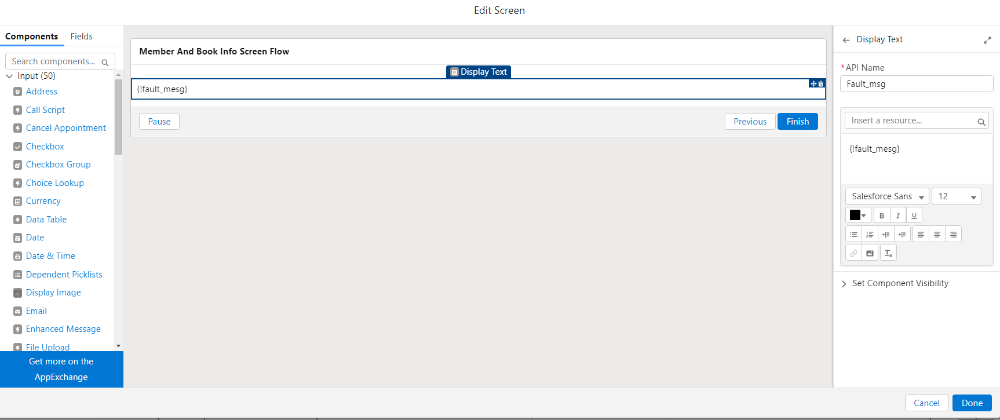 Edit Screen
Components
Fields
Search components...
Input (50)
Address
Call Script
Cancel Appointment
Checkbox
Checkbox Group
Choice Lookup
Currency
Data Table
Date
Date & Time
Dependent Picklists
Display Image
Email
Enhanced Message
File Upload
Get more on the
AppExchange
Member And Book Info Screen Flow
Display Text
{!fault_mesg}
Pause
Previous
Finish
Display Text
*API Name
Fault_msg
Insert a resource...
{!fault_mesg}
Salesforce Sans
12
B
I
U
Set Component Visibility
Cancel
Done